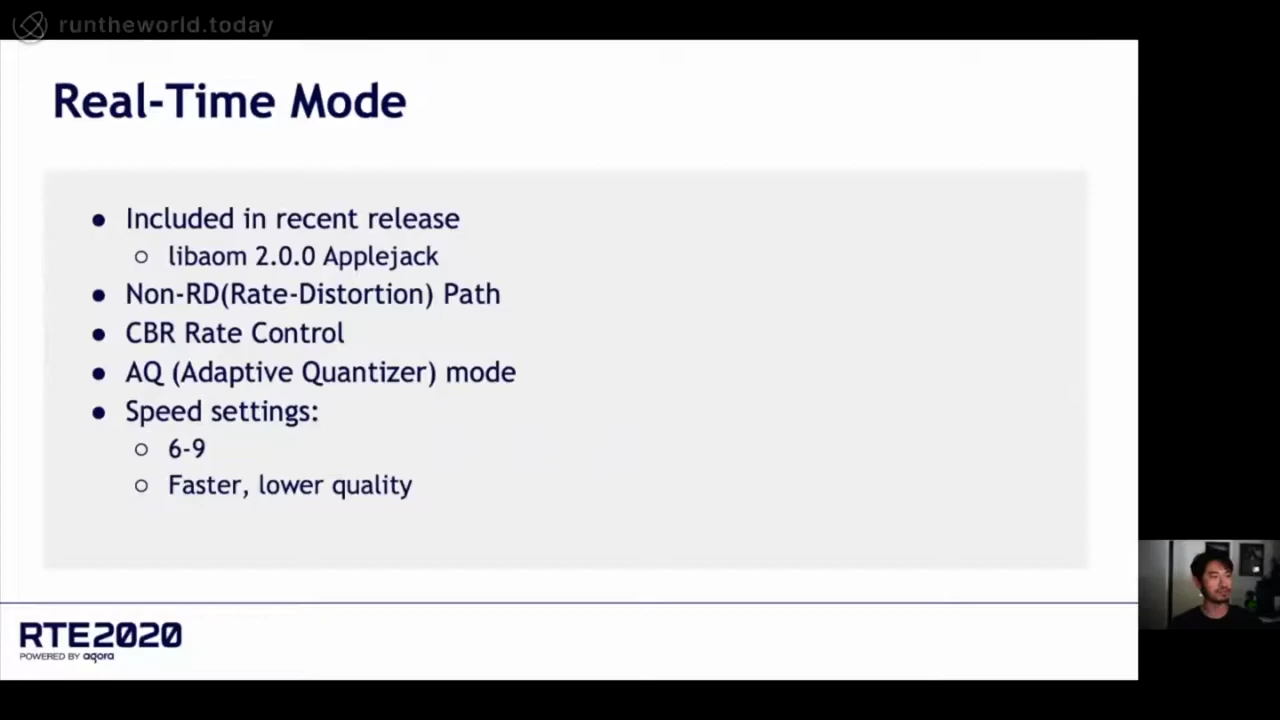 runtheworld.today
Real-Time Mode
● Included in recent release
○ libaom 2.0.0 Applejack
● Non-RD(Rate-Distortion) Path
● CBR Rate Control
● AQ (Adaptive Quantizer) mode
● Speed settings:
○ 6-9
○ Faster, lower quality
RTE2020
POWERED BY agora